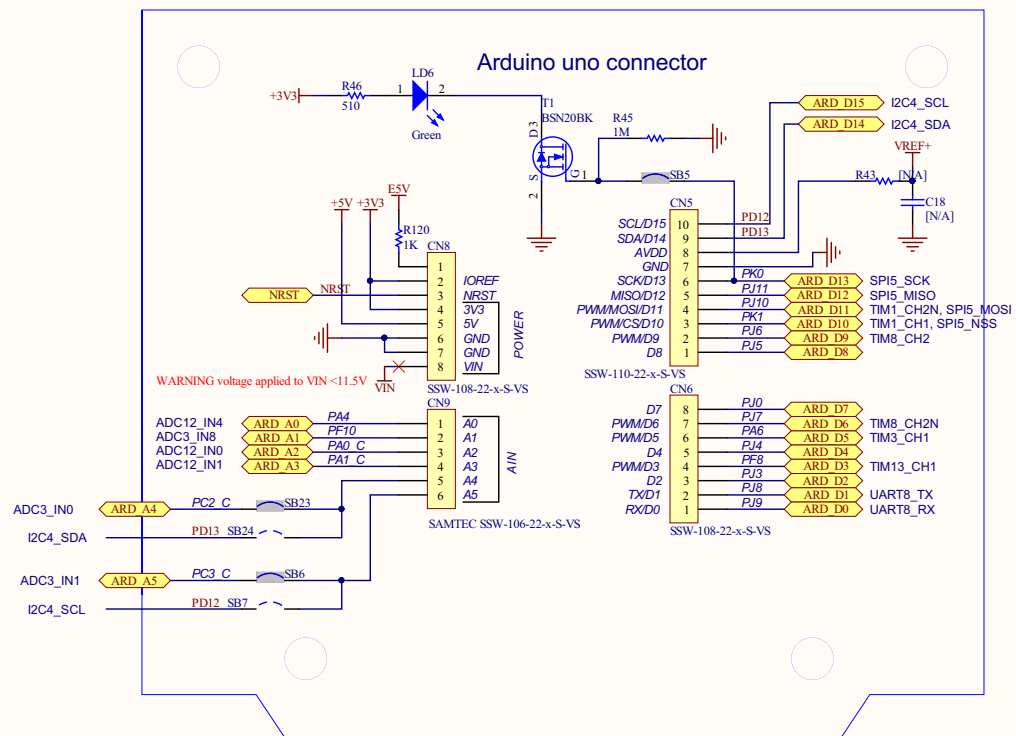 Arduino uno connector
LD6
+3V3
R46
510
1
2
Green
T1
BSN20BK
D
3
S
2
G
1
R45
1M
SB5
ARD_D15 I2C4_SCL
ARD_D14 I2C4_SDA
VREF+
R43 [N/A]
C18
[N/A]
E5V
+5V +3V3
R120
1K
CN8
1
2 IOREF
NRST NRST 3 NRST
4 3V3
5 5V
6 GND
7 GND
8 VIN
POWER
VIN
WARNING voltage applied to VIN <11.5V
SSW-108-22-x-S-VS
CN5
SCL/D15 10 PD12
SDA/D14 9 PD13
AVDD 8
GND 7
SCK/D13 6 PK0 ARD_D13 SPI5_SCK
MISO/D12 5 PJ11 ARD_D12 SPI5_MISO
PWM/MOSI/D11 4 PJ10 ARD_D11 TIM1_CH2N, SPI5_MOSI
PWM/CS/D10 3 PK1 ARD_D10 TIM1_CH1, SPI5_NSS
PWM/D9 2 PJ6 ARD_D9 TIM8_CH2
D8 1 PJ5 ARD_D8
SSW-110-22-x-S-VS
CN9
ADC12_IN4 ARD_A0 PA4 1 A0
ADC3_IN8 ARD_A1 PF10 2 A1
ADC12_IN0 ARD_A2 PA0_C 3 A2
ADC12_IN1 ARD_A3 PA1_C 4 A3
5 A4
6 A5
AIN
SAMTEC SSW-106-22-x-S-VS
ADC3_IN0 ARD_A4 PC2_C SB23
I2C4_SDA PD13 SB24
ADC3_IN1 ARD_A5 PC3_C SB6
I2C4_SCL PD12 SB7
CN6
D7 8 PJ0 ARD_D7
PWM/D6 7 PJ7 ARD_D6 TIM8_CH2N
PWM/D5 6 PA6 ARD_D5 TIM3_CH1
D4 5 PJ4 ARD_D4
PWM/D3 4 PF8 ARD_D3 TIM13_CH1
D2 3 PJ3 ARD_D2
TX/D1 2 PJ8 ARD_D1 UART8_TX
RX/D0 1 PJ9 ARD_D0 UART8_RX
SSW-108-22-x-S-VS